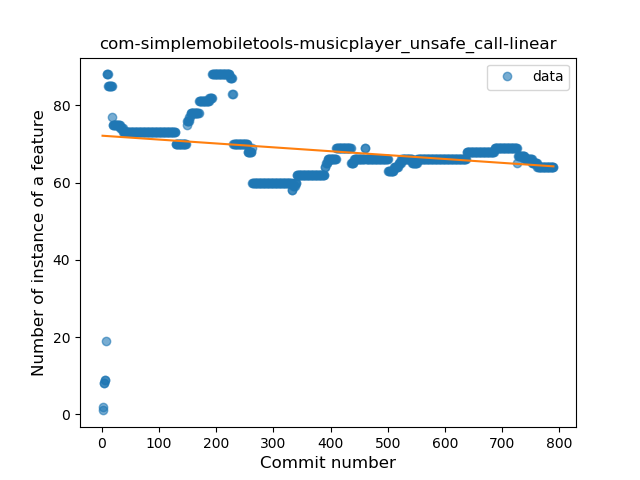 com-simplemobiletools-musicplayer_unsafe_call-linear
data
Number of instance of a feature
80
60
40
20
0
0 100 200 300 400 500 600 700 800
Commit number